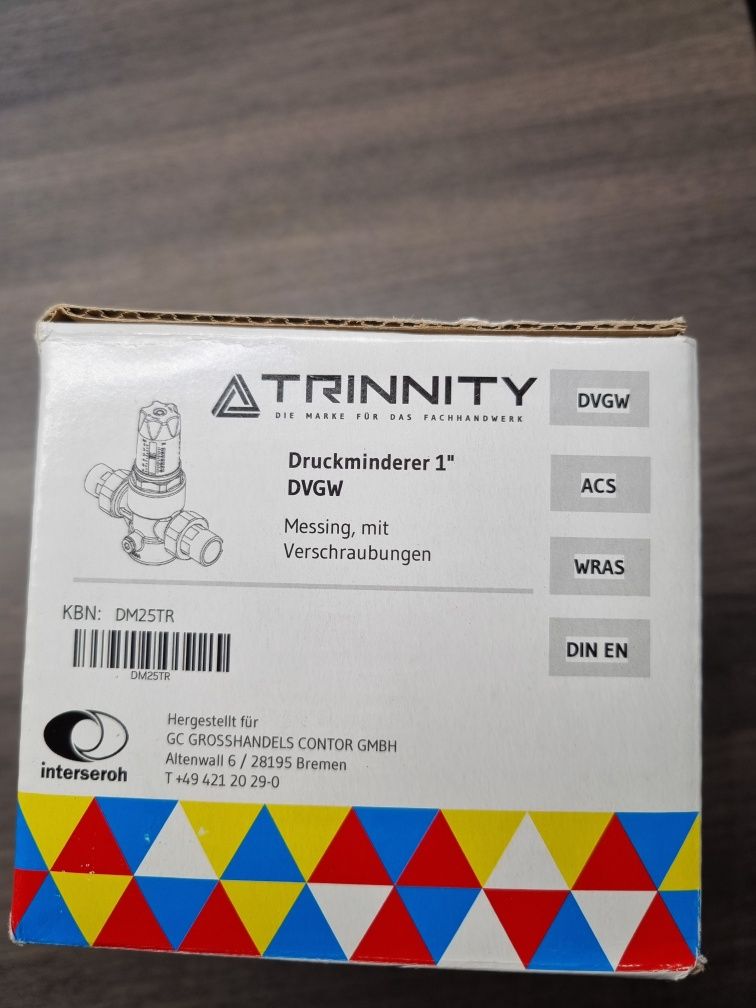 TRINNITY
DIE MARKE FÜR DAS FACHHANDWERK
Druckminderer 1"
DVGW
Messing, mit
Verschraubungen
DVGW
ACS
WRAS
DIN EN
KBN: DM25TR
DM25TR
interseroh
Hergestellt für
GC GROSSHANDELS CONTOR GMBH
Altenwall 6 / 28195 Bremen
T +49 421 20 29-0